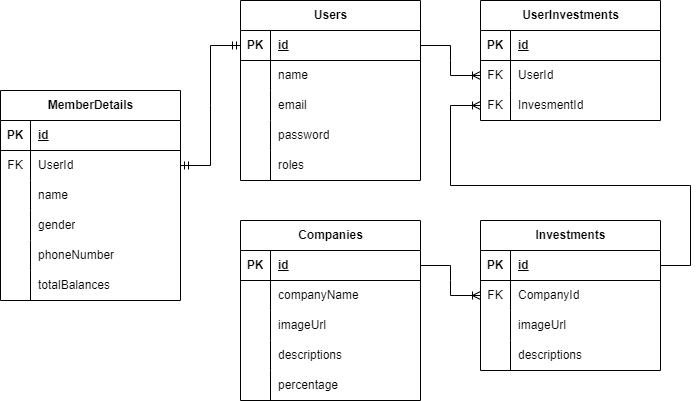 Users
PK id
name
email
password
roles
UserInvestments
PK id
FK UserId
FK InvesmentId
MemberDetails
PK id
FK UserId
name
gender
phoneNumber
totalBalances
Companies
PK id
companyName
imageUrl
descriptions
percentage
Investments
PK id
FK CompanyId
imageUrl
descriptions